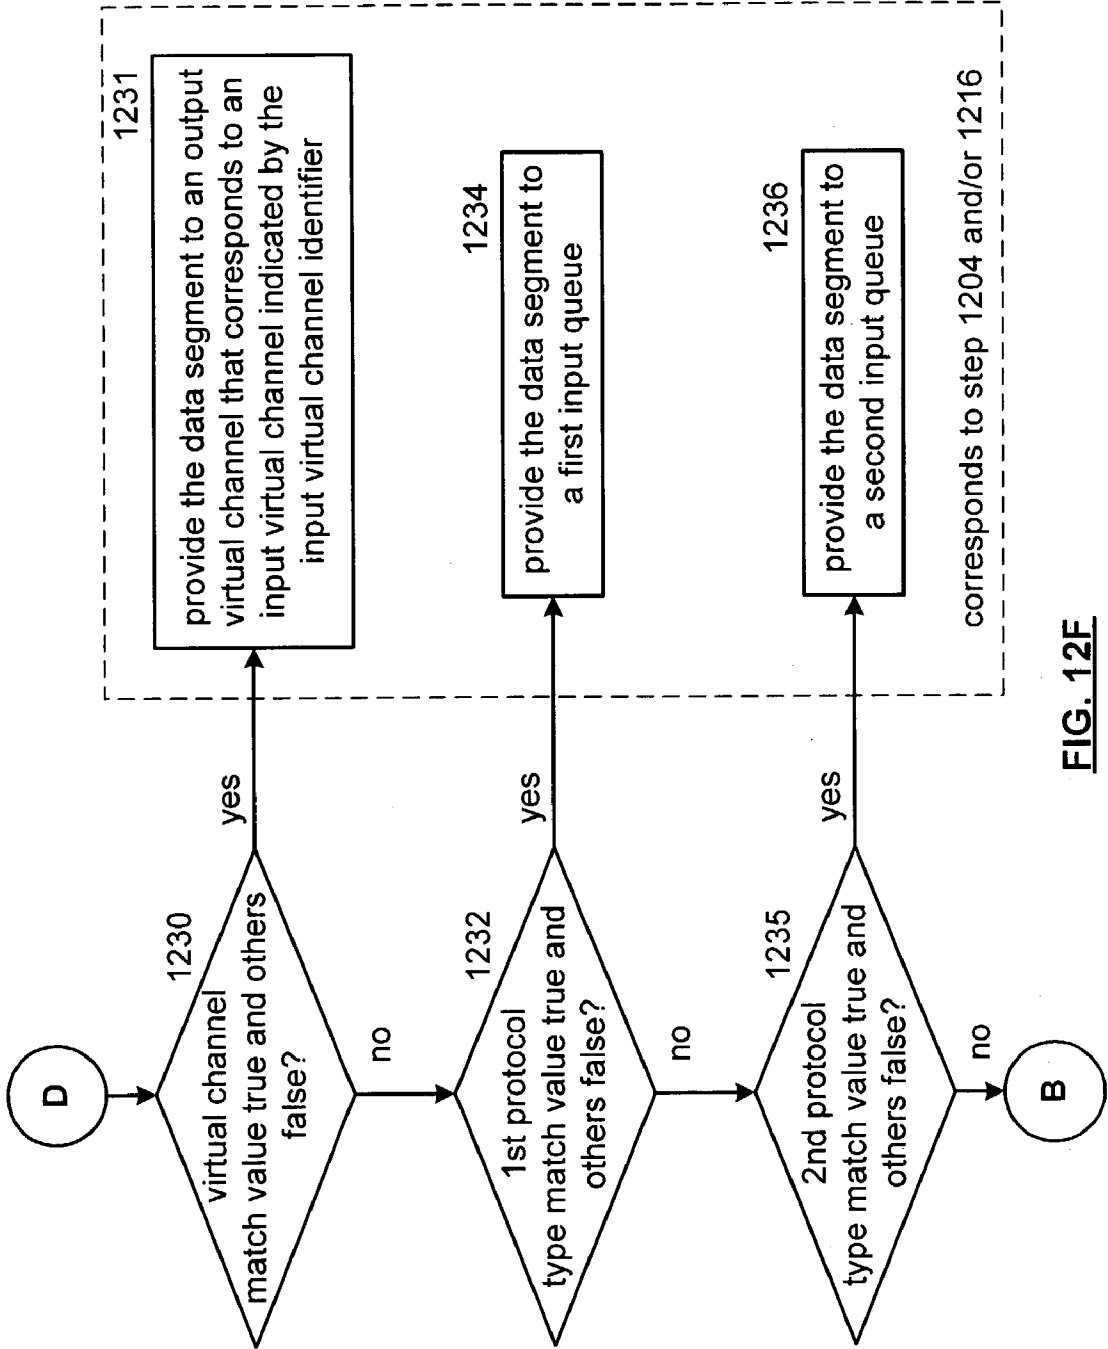 D
1230
virtual channel
match value true and others
false?
yes
1231
provide the data segment to an output
virtual channel that corresponds to an
input virtual channel indicated by the
input virtual channel identifier
no
1232
1st protocol
type match value true and
others false?
yes
1234
provide the data segment to
a first input queue
no
1235
2nd protocol
type match value true and
others false?
yes
1236
provide the data segment to
a second input queue
no
B
corresponds to step 1204 and/or 1216
FIG. 12F